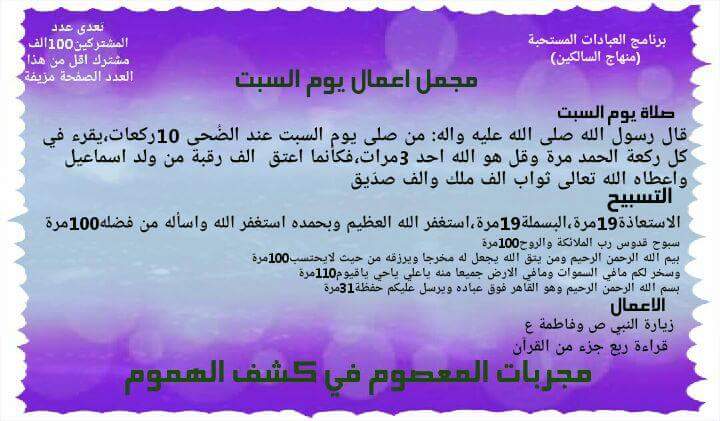 برنامج العبادات المستحبة
(منهاج السالكين)
تعدى عدد
المشتركين100الف
مشترك اقل من هذا
العدد الصفحة مزيفة
مجمل اعمال يوم السبت
صلاة يوم السبت
قال رسول الله صلى الله عليه واله: من صلى يوم السبت عند الضُحى 10ركعات،يقرء في
كل ركعة الحمد مرة وقل هو الله احد 3مرات،فكانما اعتق الف رقبة من ولد اسماعيل
واعطاه الله تعالى ثواب الف ملك والف صدَيق
التسبيح
الاستعاذة19مرة،البسملة19مرة،استغفر الله العظيم وبحمده استغفر الله واسأله من فضله100مرة
سبوح قدوس رب الملائكة والروح100مرة
بيم الله الرحمن الرحيم ومن يتق الله يجعل له مخرجا ويرزقه من حيث لايحتسب100مرة
وسخر لكم مافي السموات ومافي الارض جميعا منه ياعلي ياحي ياقيوم110مرة
بسم الله الرحمن الرحيم وهو القاهر فوق عباده ويرسل عليكم حفظة31مرة
الاعمال
زيارة النبي ص وفاطمة ع
قراءة ربع جزء من القرآن
مجربات المعصوم في كشف الهموم